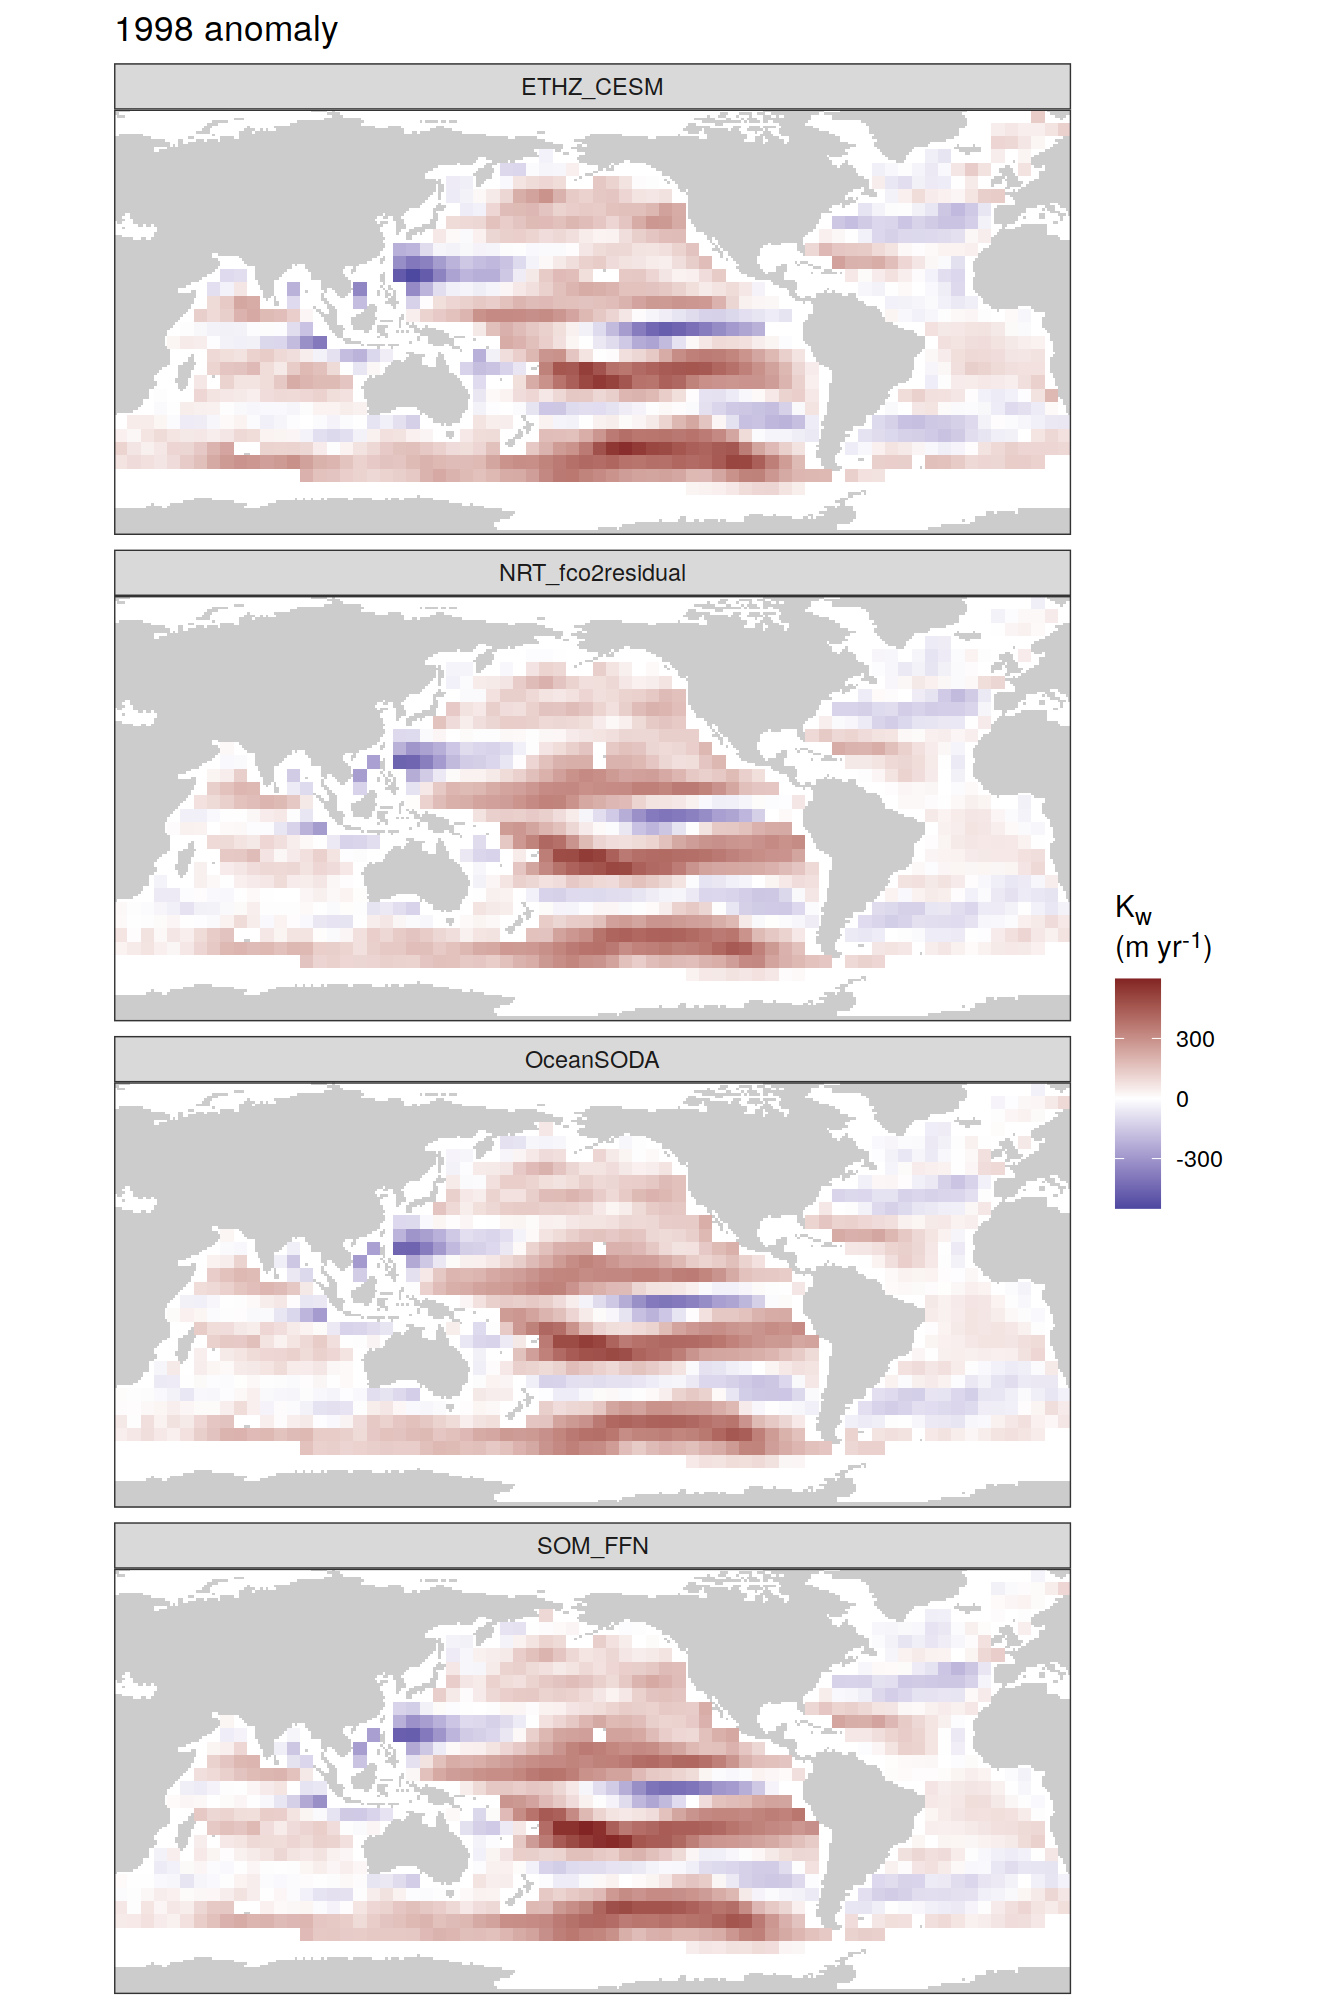 1998 anomaly
ETHZ_CESM
NRT_fco2residual
OceanSODA
SOM_FFN
Kw
(m yr-1)
300
0
-300